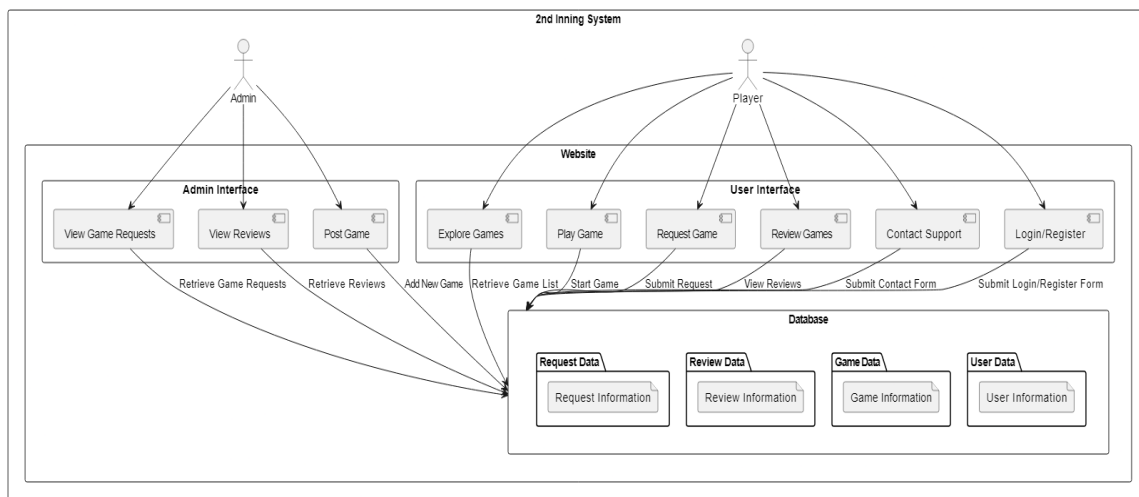 2nd Inning System
Admin
Player
Website
Admin Interface
User Interface
View Game Requests
View Reviews
Post Game
Explore Games
Play Game
Request Game
Review Games
Contact Support
Login/Register
Retrieve Game Requests
Retrieve Reviews
Add New Game
Retrieve Game List
Start Game
Submit Request
View Reviews
Submit Contact Form
Submit Login/Register Form
Database
Request Data
Review Data
Game Data
User Data
Request Information
Review Information
Game Information
User Information